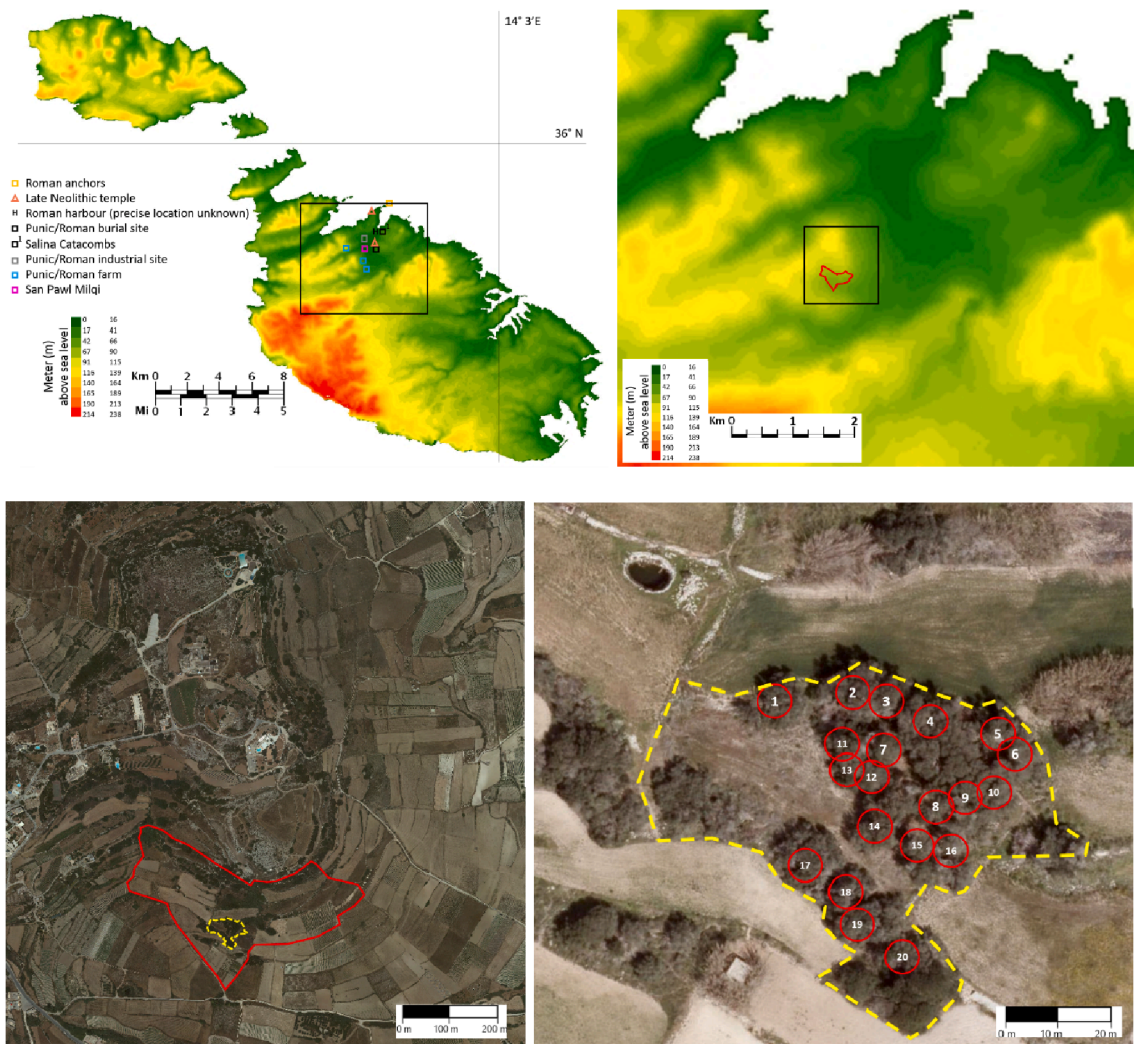 14° 3'E
36° N
Roman anchors
Late Neolithic temple
H Roman harbour (precise location unknown)
Punic/Roman burial site
1 Salina Catacombs
Punic/Roman industrial site
Punic/Roman farm
San Pawl Milqi
Meter (m)
above sea level
0 16
17 41
42 66
67 90
91 115
116 139
140 164
165 189
190 213
214 238
Km 0 2 4 6 8
Mi 0 1 2 3 4 5
H
1
Meter (m)
above sea level
0 16
17 41
42 66
67 90
91 115
116 139
140 164
165 189
190 213
214 238
Km 0 1 2
0 m 100 m 200 m
1
2
3
4
5
6
11
7
13
12
8
9
10
14
15
16
17
18
19
20
0 m 10 m 20 m